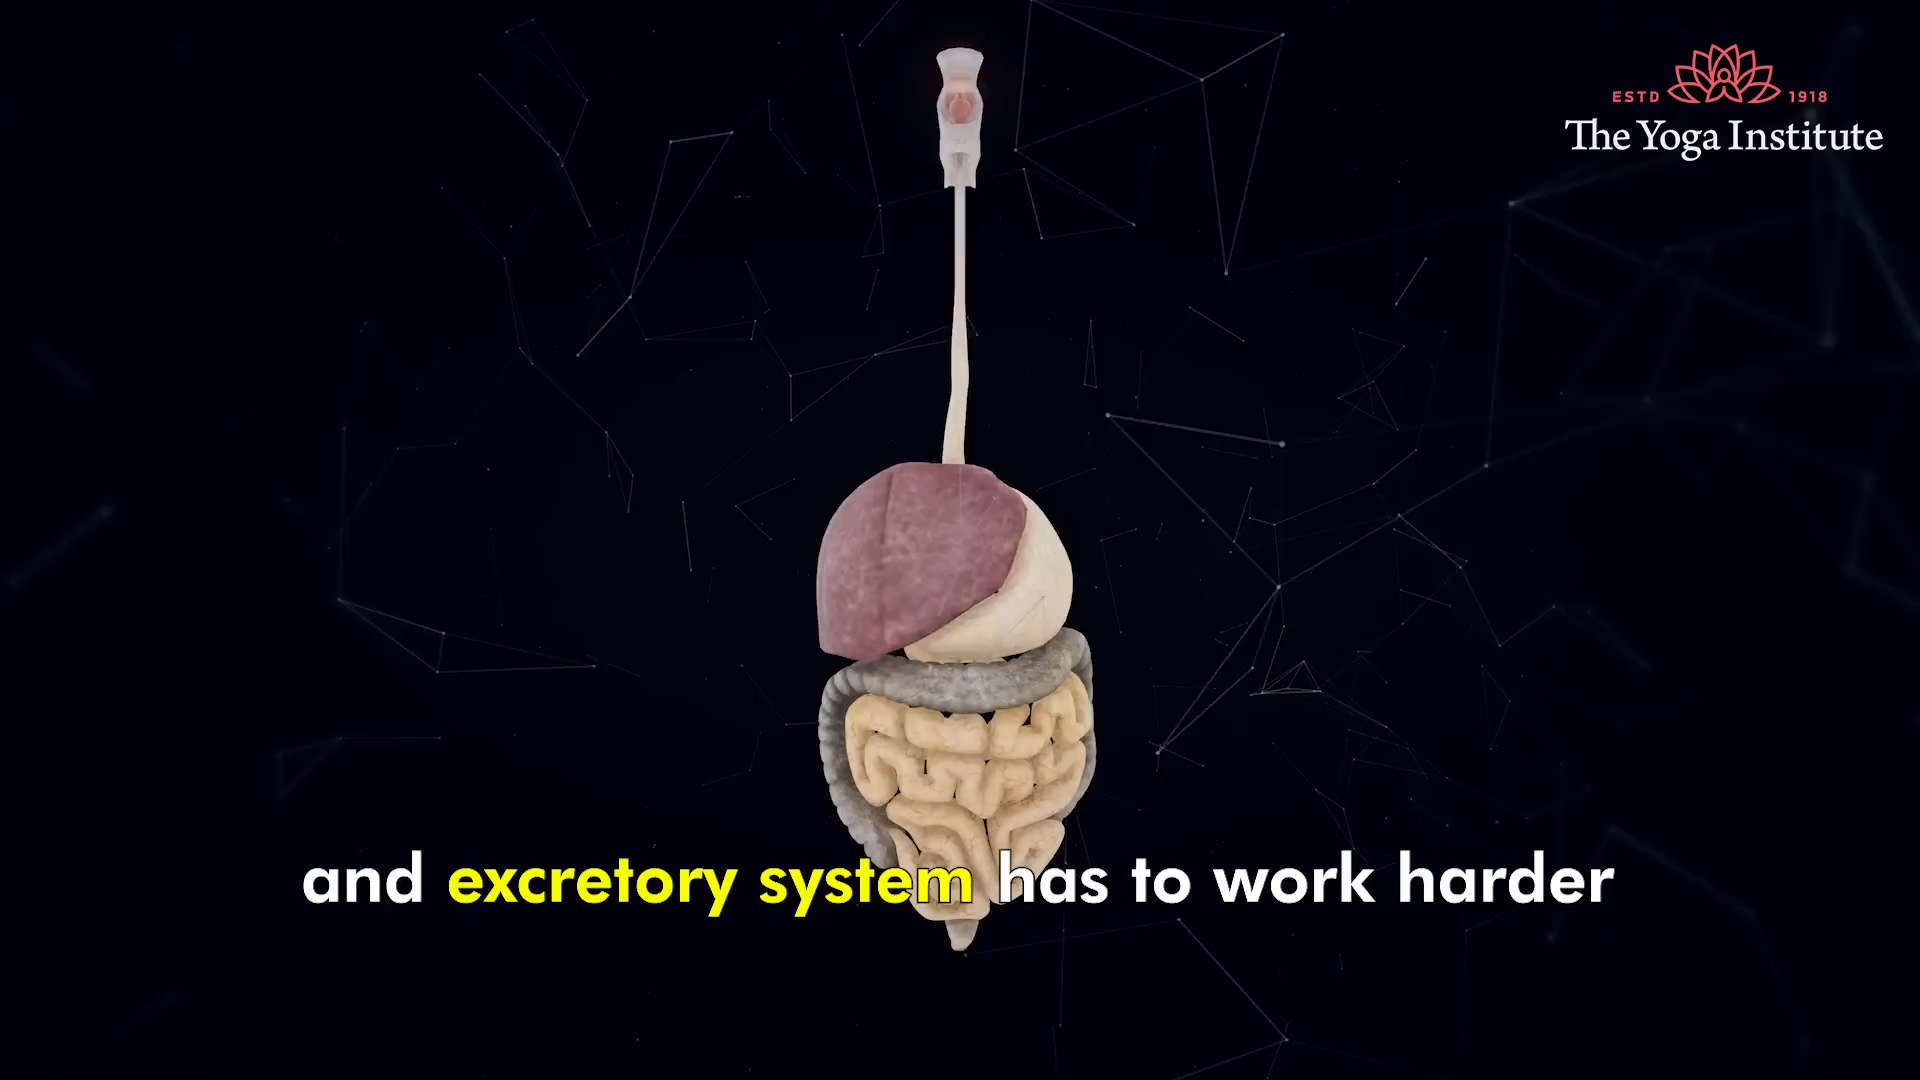 ESTD 1918
The Yoga Institute
and excretory system has to work harder